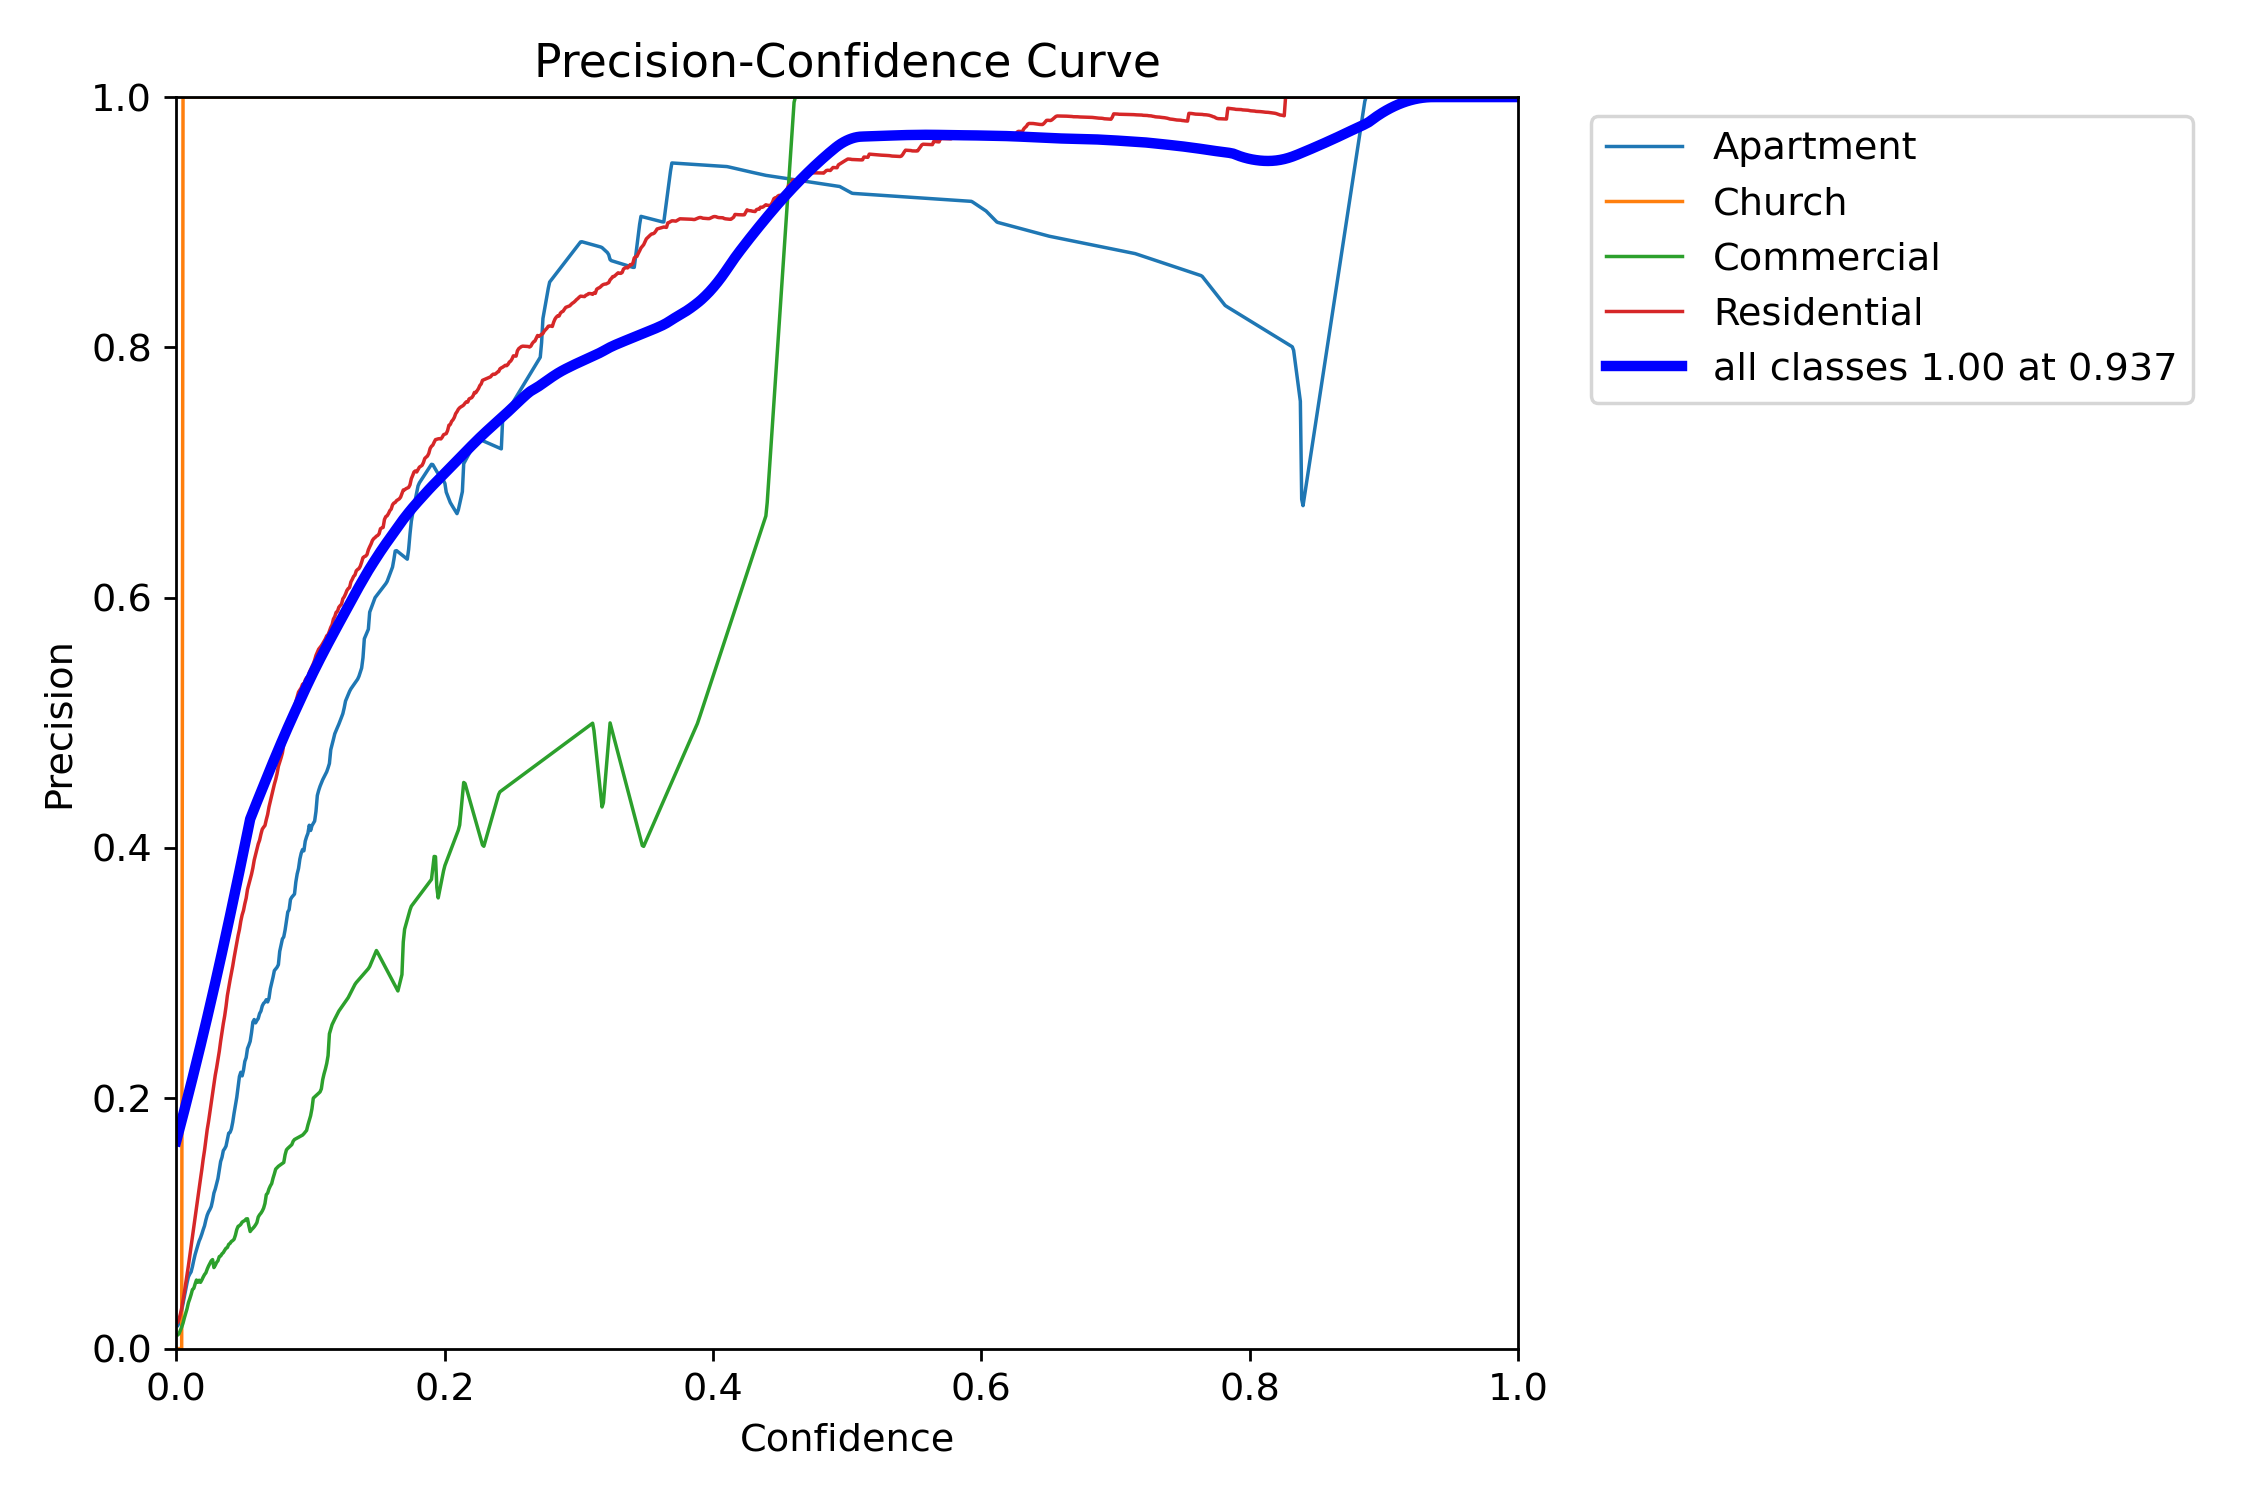 Precision-Confidence Curve
1.0
0.8
0.6
0.4
0.2
0.0
Precision
0.0 0.2 0.4 0.6 0.8 1.0
Confidence
Apartment
Church
Commercial
Residential
all classes 1.00 at 0.937